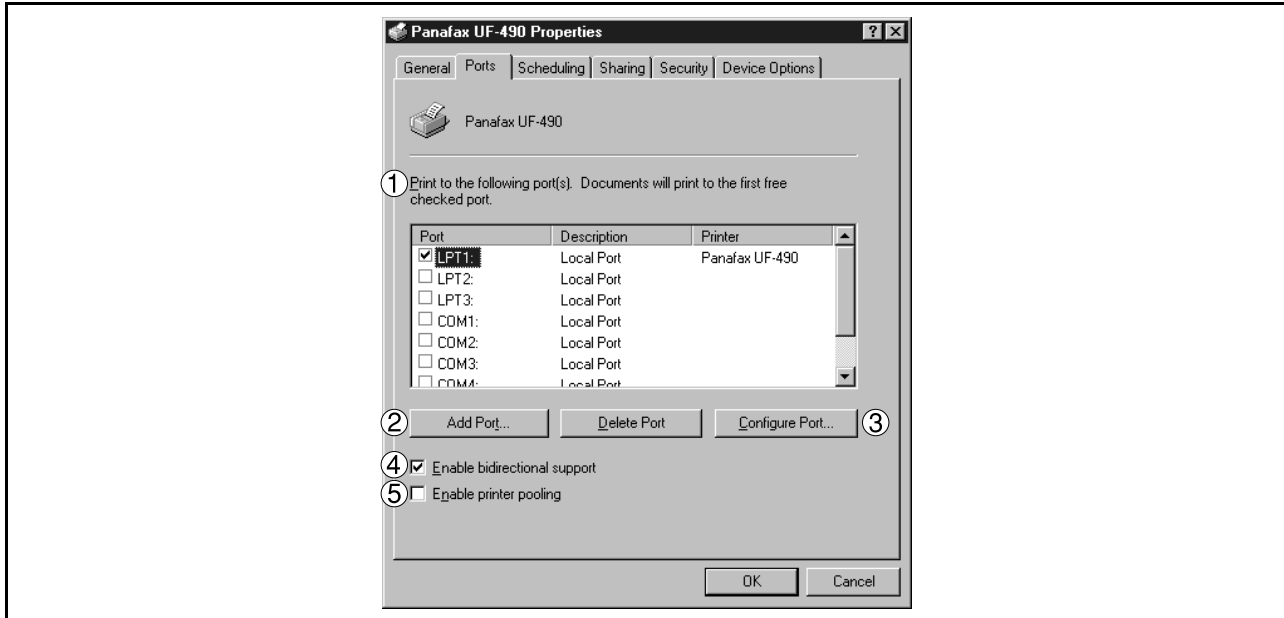 Panafax UF-490 Properties
General Ports Scheduling Sharing Security Device Options
Panafax UF-490
① Print to the following port(s). Documents will print to the first free
checked port.
Port Description Printer
LPT1: Local Port Panafax UF-490
LPT2: Local Port
LPT3: Local Port
COM1: Local Port
COM2: Local Port
COM3: Local Port
COM4: Local Port
② Add Port... Delete Port Configure Port... ③
④ Enable bidirectional support
⑤ Enable printer pooling
OK Cancel